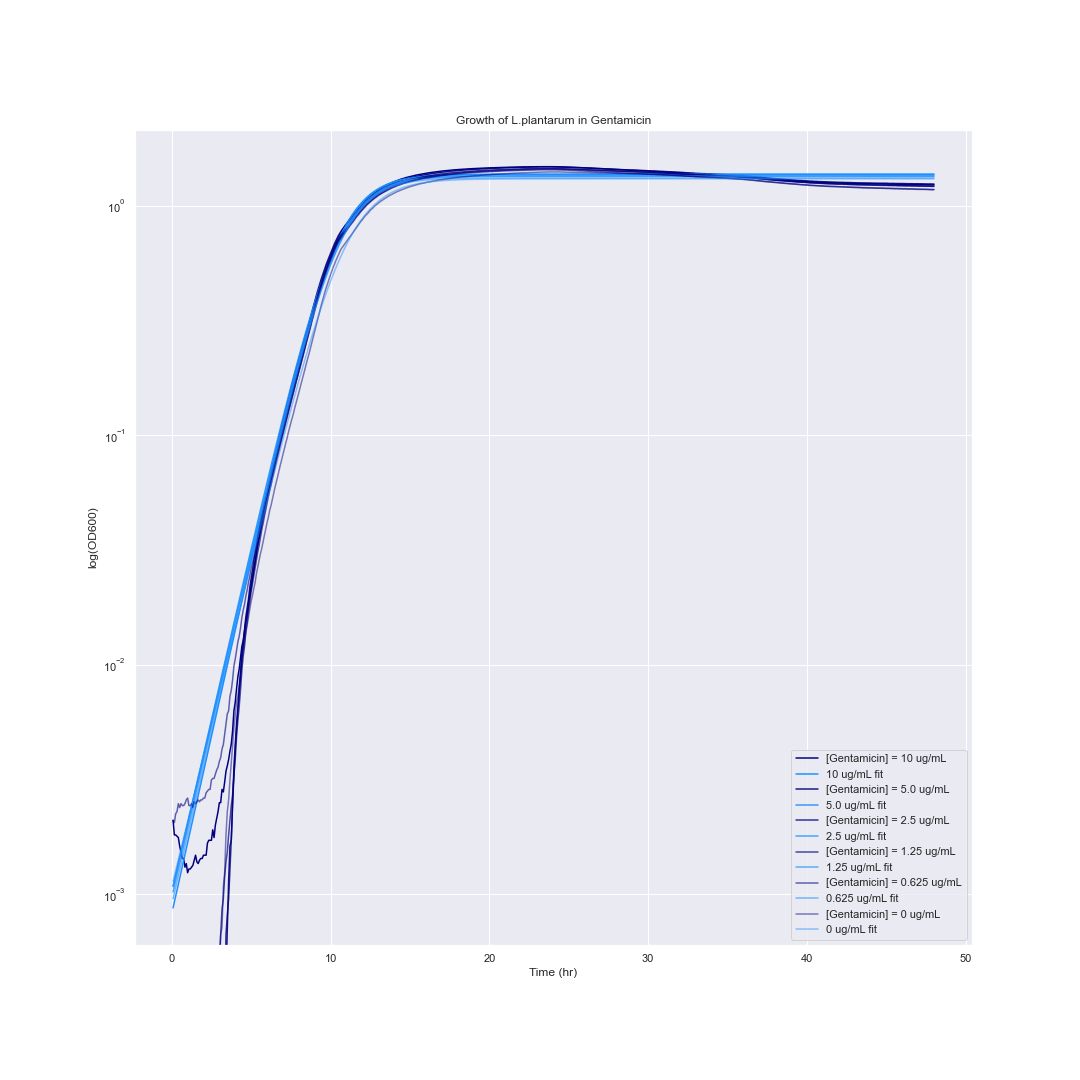 Growth of L.plantarum in Gentamicin
log(OD600)
10⁰
10⁻¹
10⁻²
10⁻³
[Gentamicin] = 10 ug/mL
10 ug/mL fit
[Gentamicin] = 5.0 ug/mL
5.0 ug/mL fit
[Gentamicin] = 2.5 ug/mL
2.5 ug/mL fit
[Gentamicin] = 1.25 ug/mL
1.25 ug/mL fit
[Gentamicin] = 0.625 ug/mL
0.625 ug/mL fit
[Gentamicin] = 0 ug/mL
0 ug/mL fit
0 10 20 30 40 50
Time (hr)